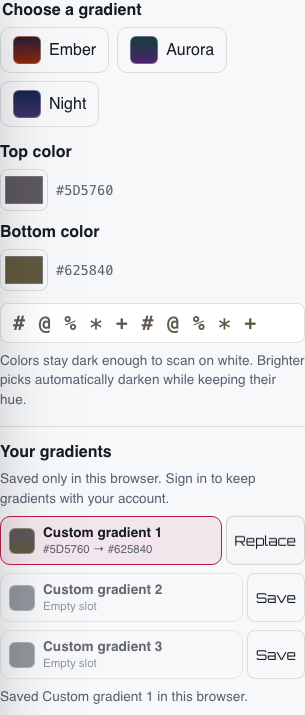 Choose a gradient
Ember
Aurora
Night
Top color
#5D5760
Bottom color
#625840
# @ % * + # @ % * +
Colors stay dark enough to scan on white. Brighter
picks automatically darken while keeping their
hue.
Your gradients
Saved only in this browser. Sign in to keep
gradients with your account.
Custom gradient 1
#5D5760 → #625840
Replace
Custom gradient 2
Empty slot
Save
Custom gradient 3
Empty slot
Save
Saved Custom gradient 1 in this browser.